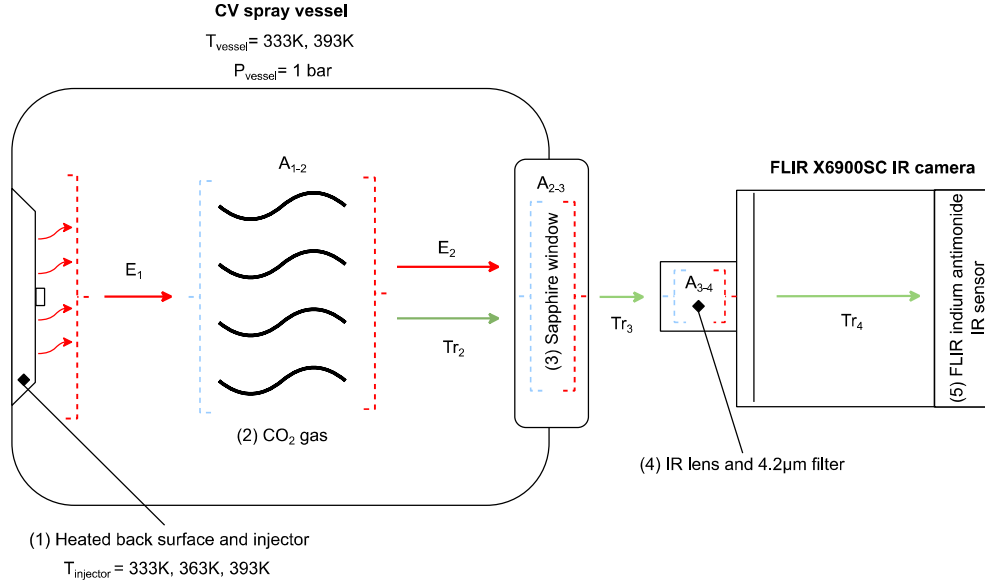 CV spray vessel
T_vessel= 333K, 393K
P_vessel= 1 bar
A_1-2
A_2-3
FLIR X6900SC IR camera
E_1
E_2
(3) Sapphire window
A_3-4
Tr_2
Tr_3
Tr_4
(5) FLIR indium antimonide
IR sensor
(2) CO_2 gas
(4) IR lens and 4.2μm filter
(1) Heated back surface and injector
T_injector = 333K, 363K, 393K